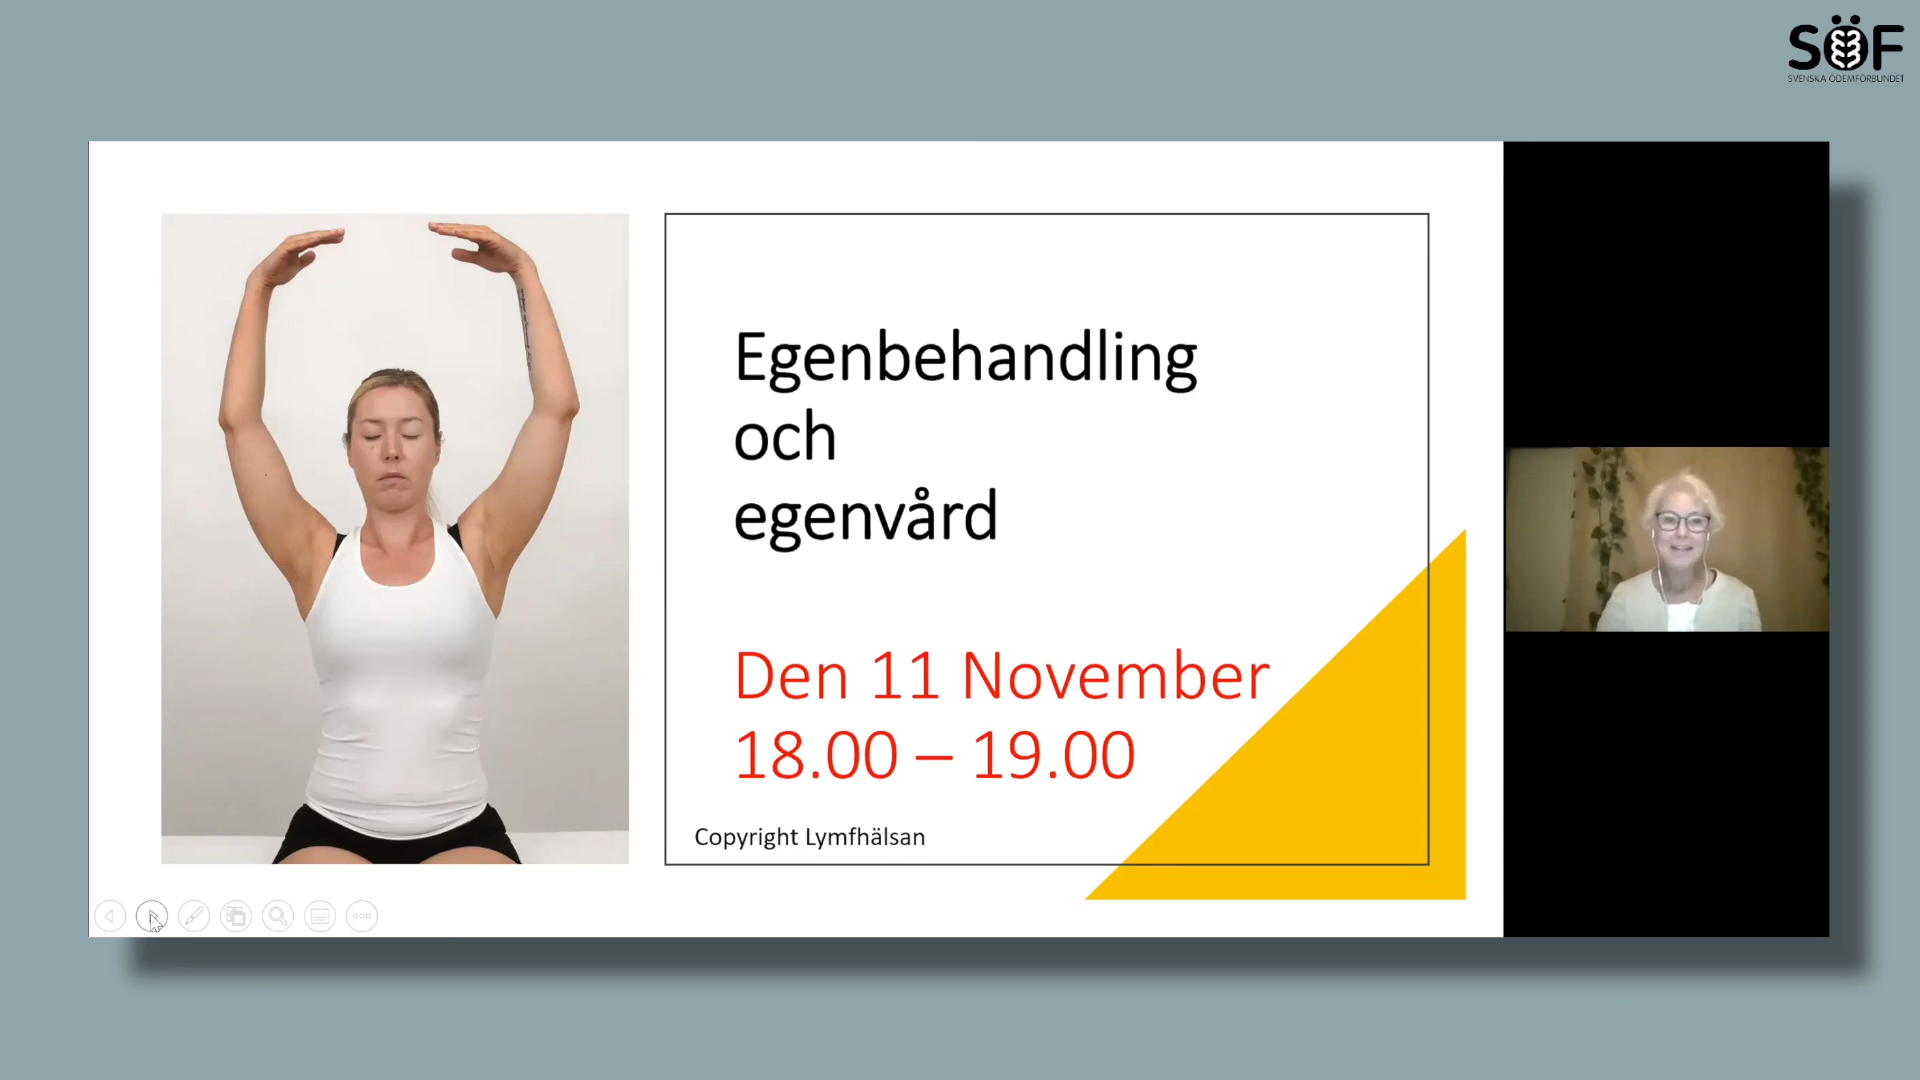 SÖF
SVENSKA ÖDEMFÖRBUNDET
Egenbehandling
och
egenvård
Den 11 November
18.00 – 19.00
Copyright Lymfhälsan